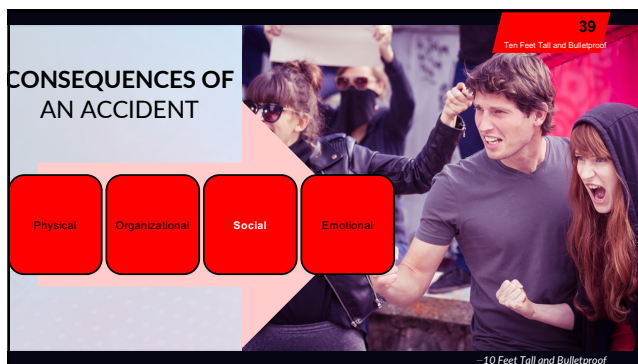 39
Ten Feet Tall and Bulletproof
CONSEQUENCES OF
AN ACCIDENT
Physical
Organizational
Social
Emotional
–10 Feet Tall and Bulletproof